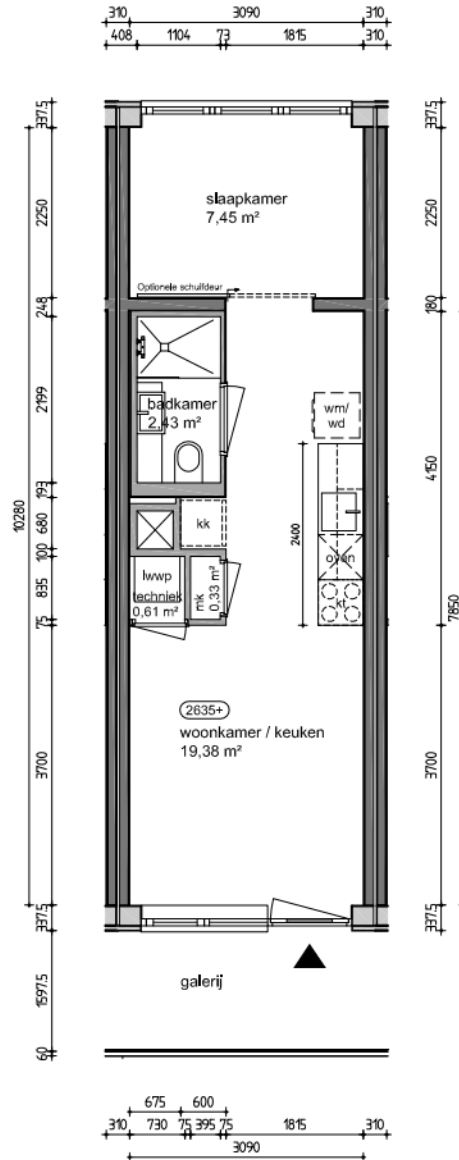 310 3090 310
408 1104 73 1815 310
337.5
2250
248
2199
193
680
100
835
75
3700
337.5
1597.5
60
10280
337.5
2250
180
4150
3700
337.5
7850
slaapkamer
7,45 m²
Optionele schuifdeur
badkamer
2,43 m²
wm/
wd
kk
2400
oven
kt
lwwp
techniek
0,61 m²
mk 0,33 m²
2635+
woonkamer / keuken
19,38 m²
galerij
675 600
310 730 75 395 75 1815 310
3090